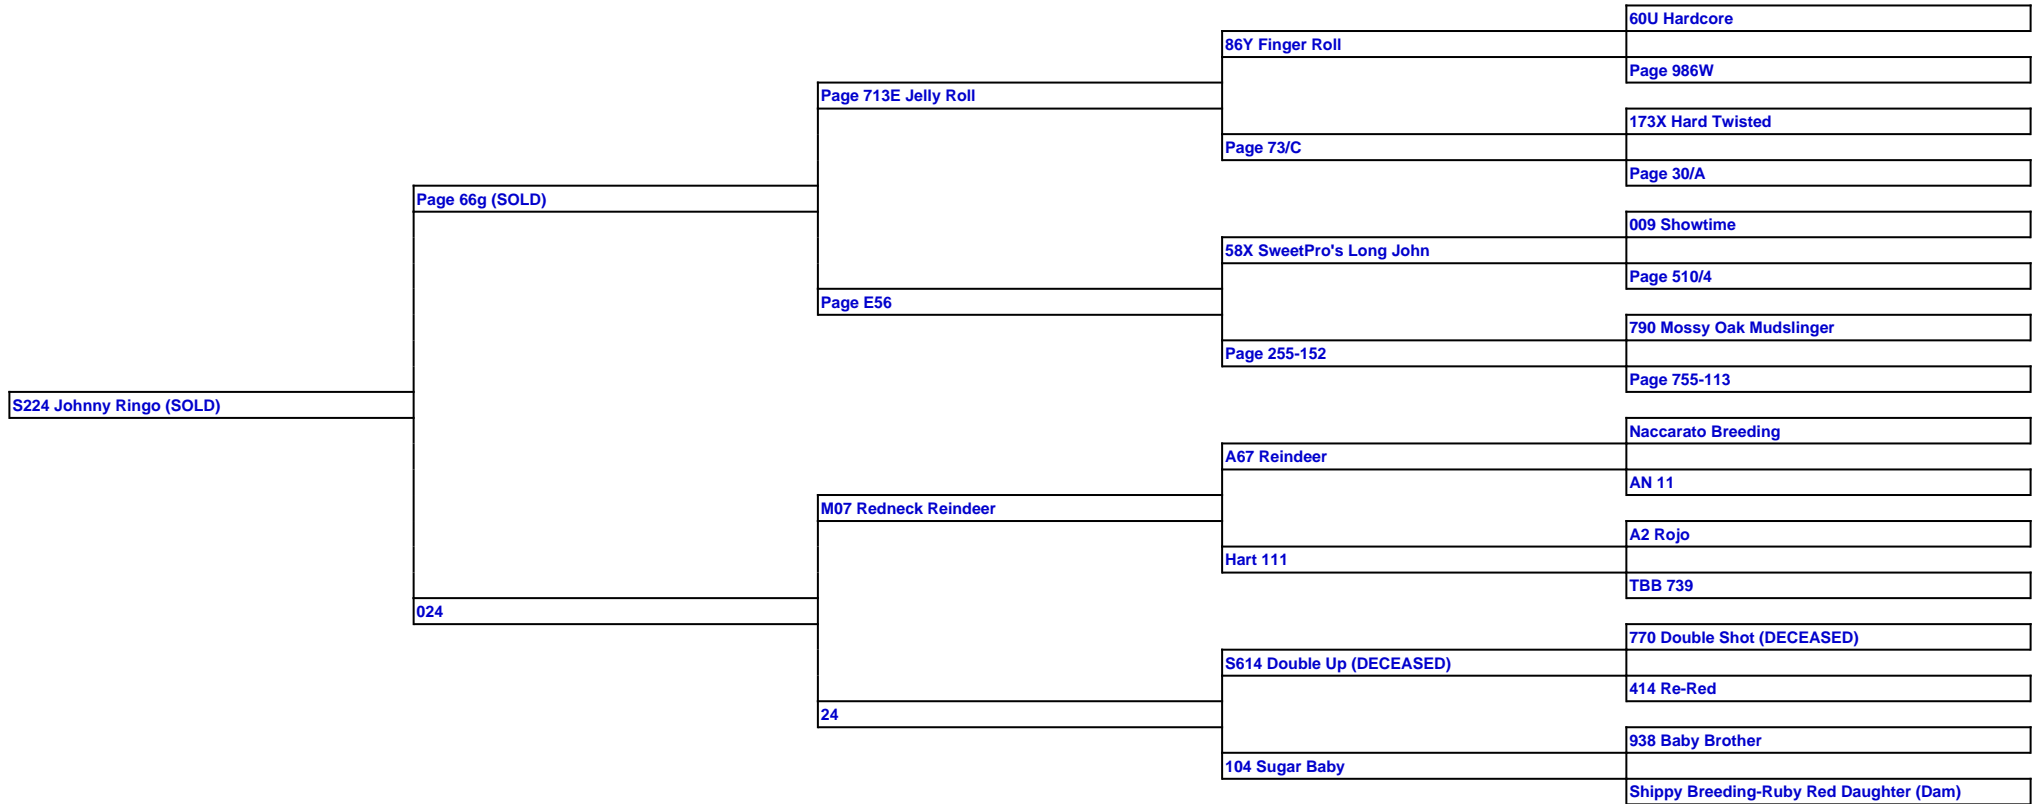 60U Hardcore
86Y Finger Roll
Page 986W
Page 713E Jelly Roll
173X Hard Twisted
Page 73/C
Page 30/A
Page 66g (SOLD)
009 Showtime
58X SweetPro's Long John
Page 510/4
Page E56
790 Mossy Oak Mudslinger
Page 255-152
Page 755-113
S224 Johnny Ringo (SOLD)
Naccarato Breeding
A67 Reindeer
AN 11
M07 Redneck Reindeer
A2 Rojo
Hart 111
TBB 739
024
770 Double Shot (DECEASED)
S614 Double Up (DECEASED)
414 Re-Red
24
938 Baby Brother
104 Sugar Baby
Shippy Breeding-Ruby Red Daughter (Dam)